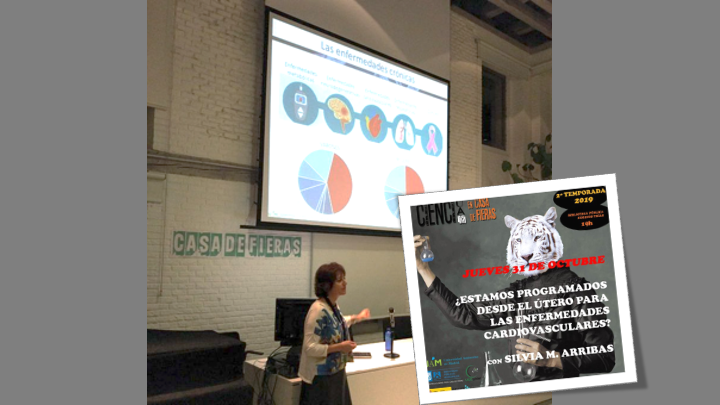 Las enfermedades crónicas
CASA DE FIERAS
CIENCIA
EN CASA
DE FIERAS
2ª TEMPORADA
2019
19h
JUEVES 31 DE OCTUBRE
¿ESTAMOS PROGRAMADOS
DESDE EL ÚTERO PARA
LAS ENFERMEDADES
CARDIOVASCULARES?
CON SILVIA M. ARRIBAS